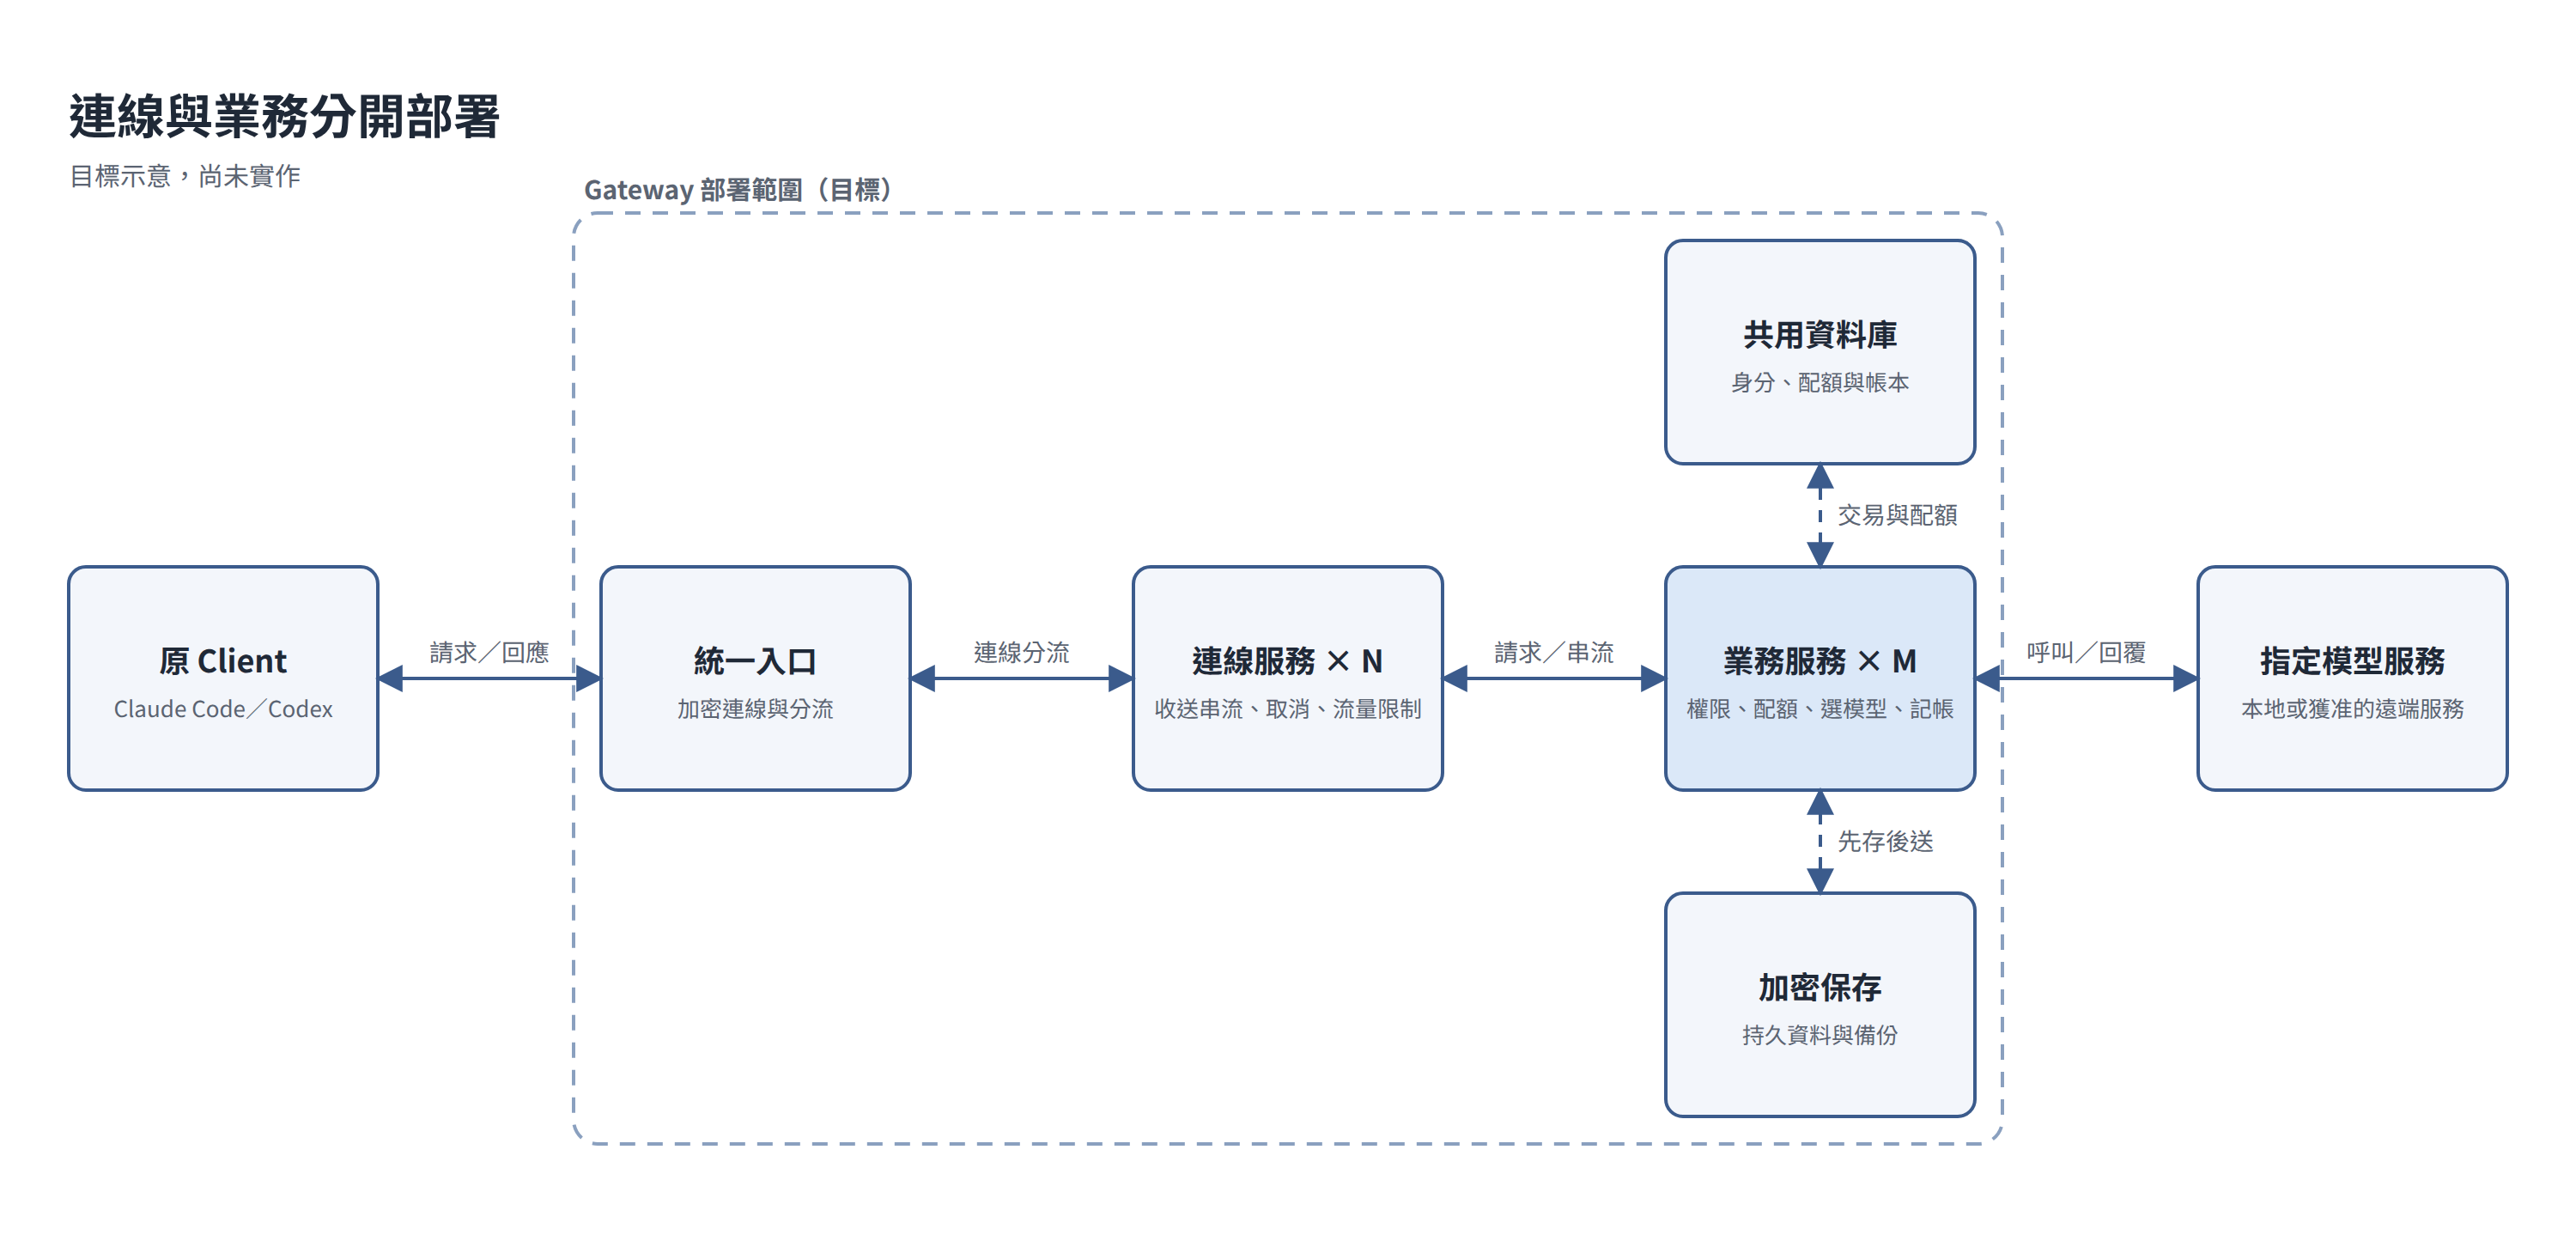 連線與業務分開部署
目標示意，尚未實作
Gateway 部署範圍（目標）
共用資料庫
身分、配額與帳本
交易與配額
原 Client
Claude Code／Codex
請求／回應
統一入口
加密連線與分流
連線分流
連線服務 × N
收送串流、取消、流量限制
請求／串流
業務服務 × M
權限、配額、選模型、記帳
呼叫／回覆
指定模型服務
本地或獲准的遠端服務
先存後送
加密保存
持久資料與備份